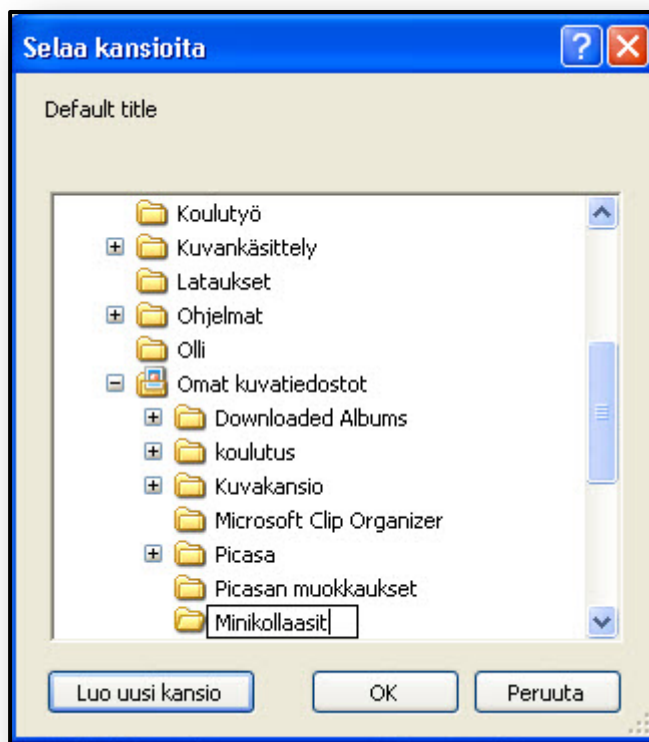 Selaa kansioita
Default title
Koulutyö
Kuvankäsittely
Lataukset
Ohjelmat
Olli
Omat kuvatiedostot
Downloaded Albums
koulutus
Kuvakansio
Microsoft Clip Organizer
Picasa
Picasan muokkaukset
Minikollaasit
Luo uusi kansio OK Peruuta